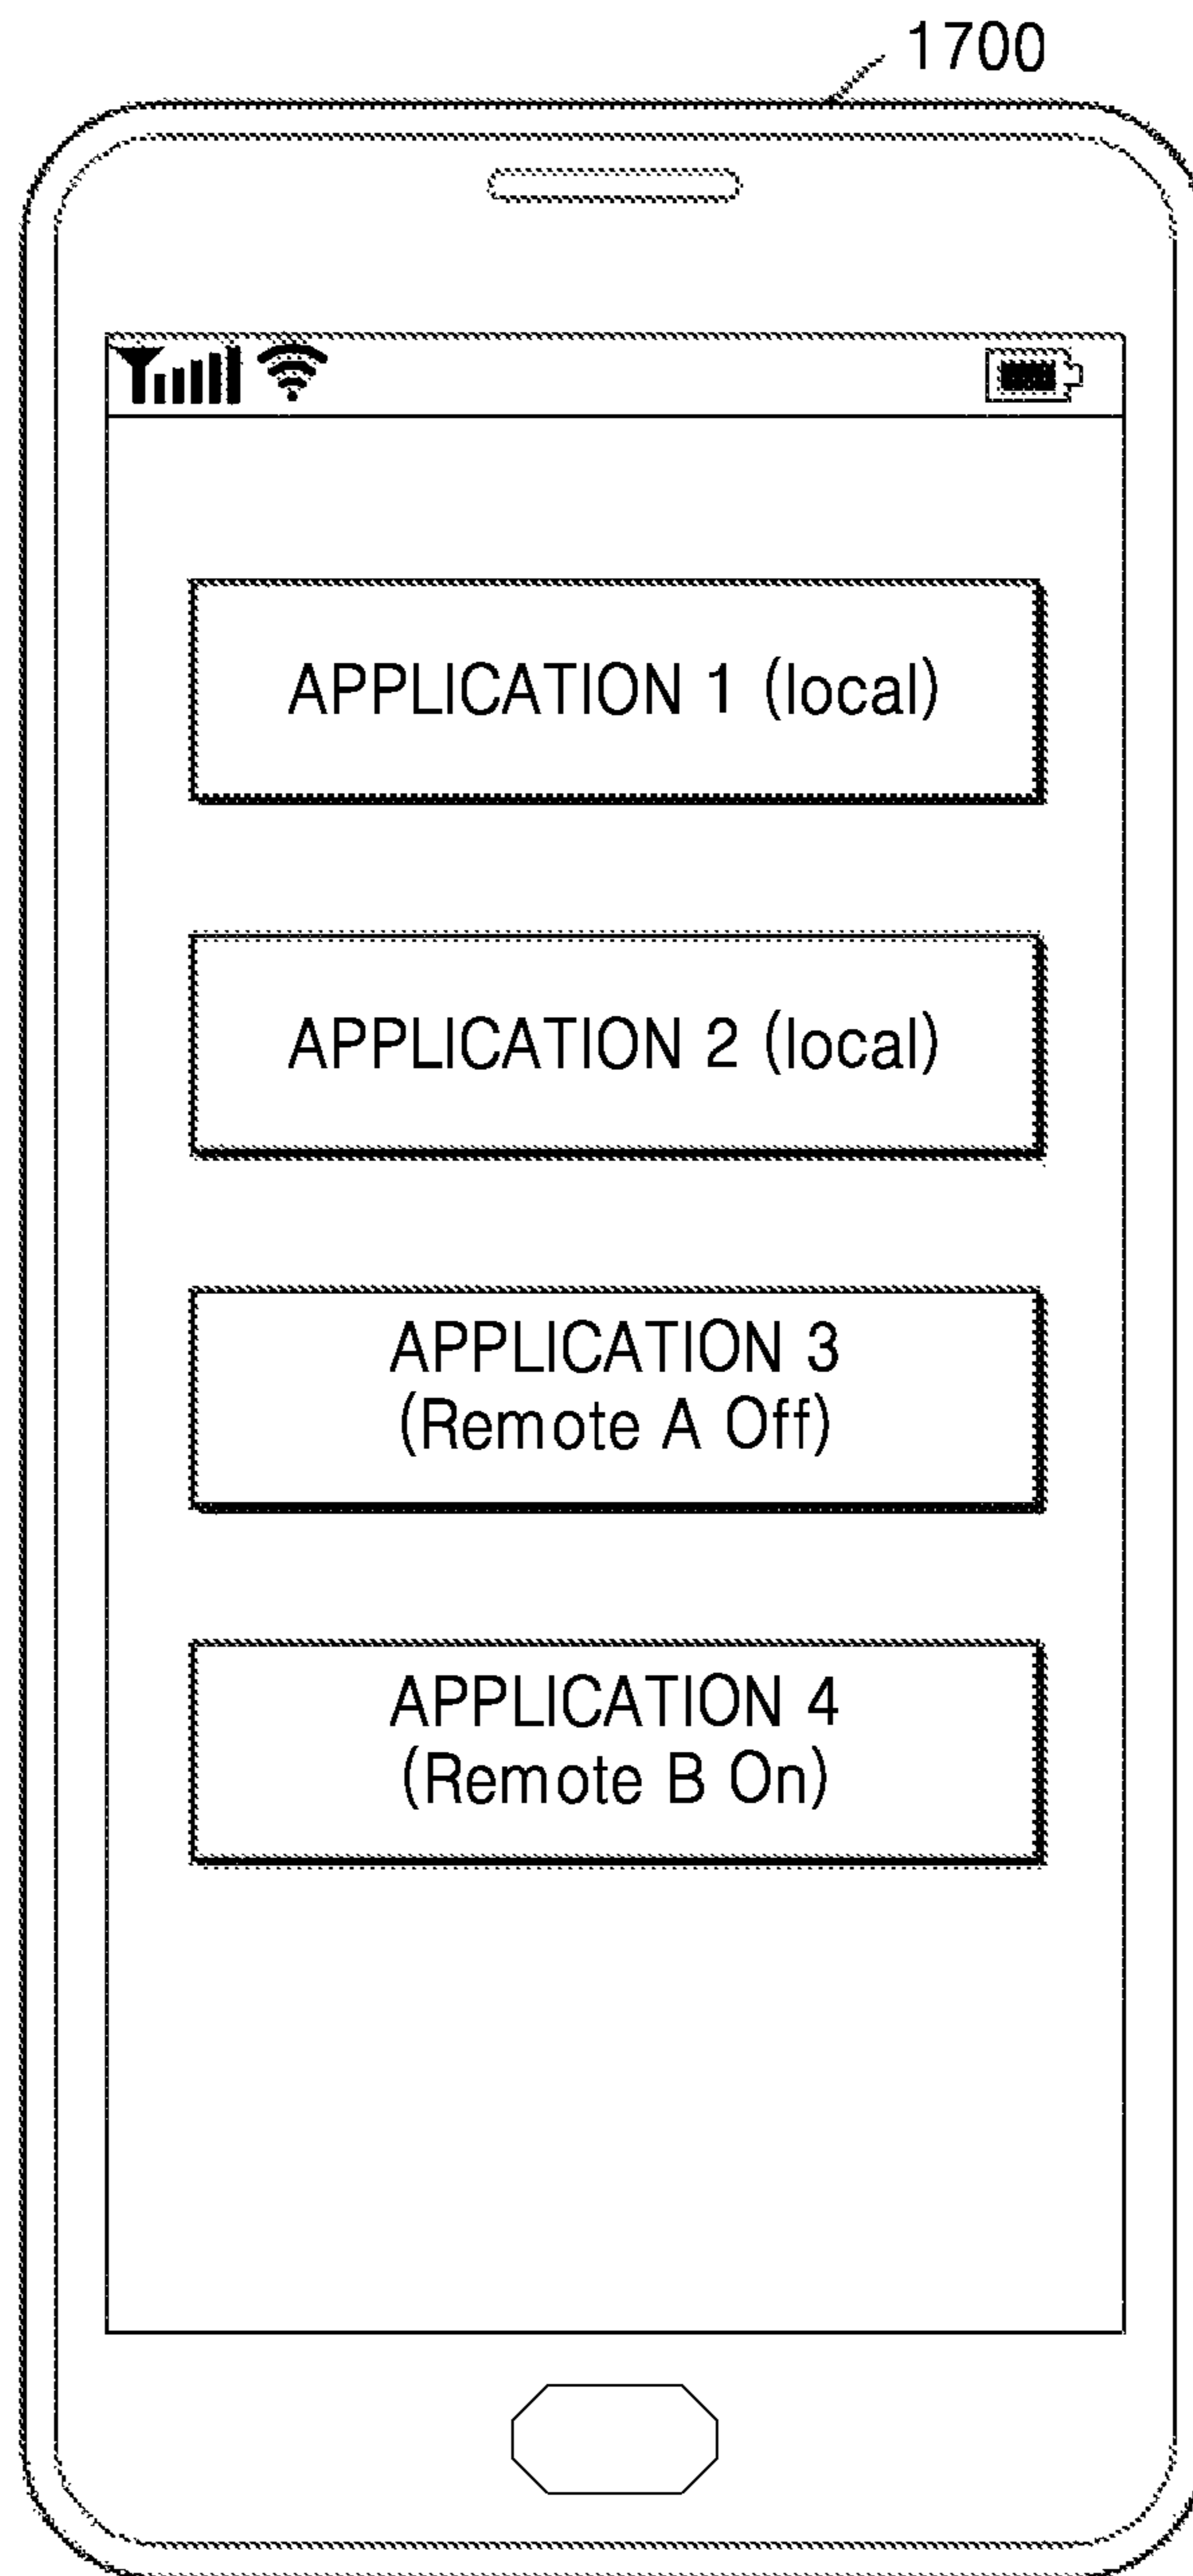 1700
APPLICATION 1 (local)
APPLICATION 2 (local)
APPLICATION 3
(Remote A Off)
APPLICATION 4
(Remote B On)